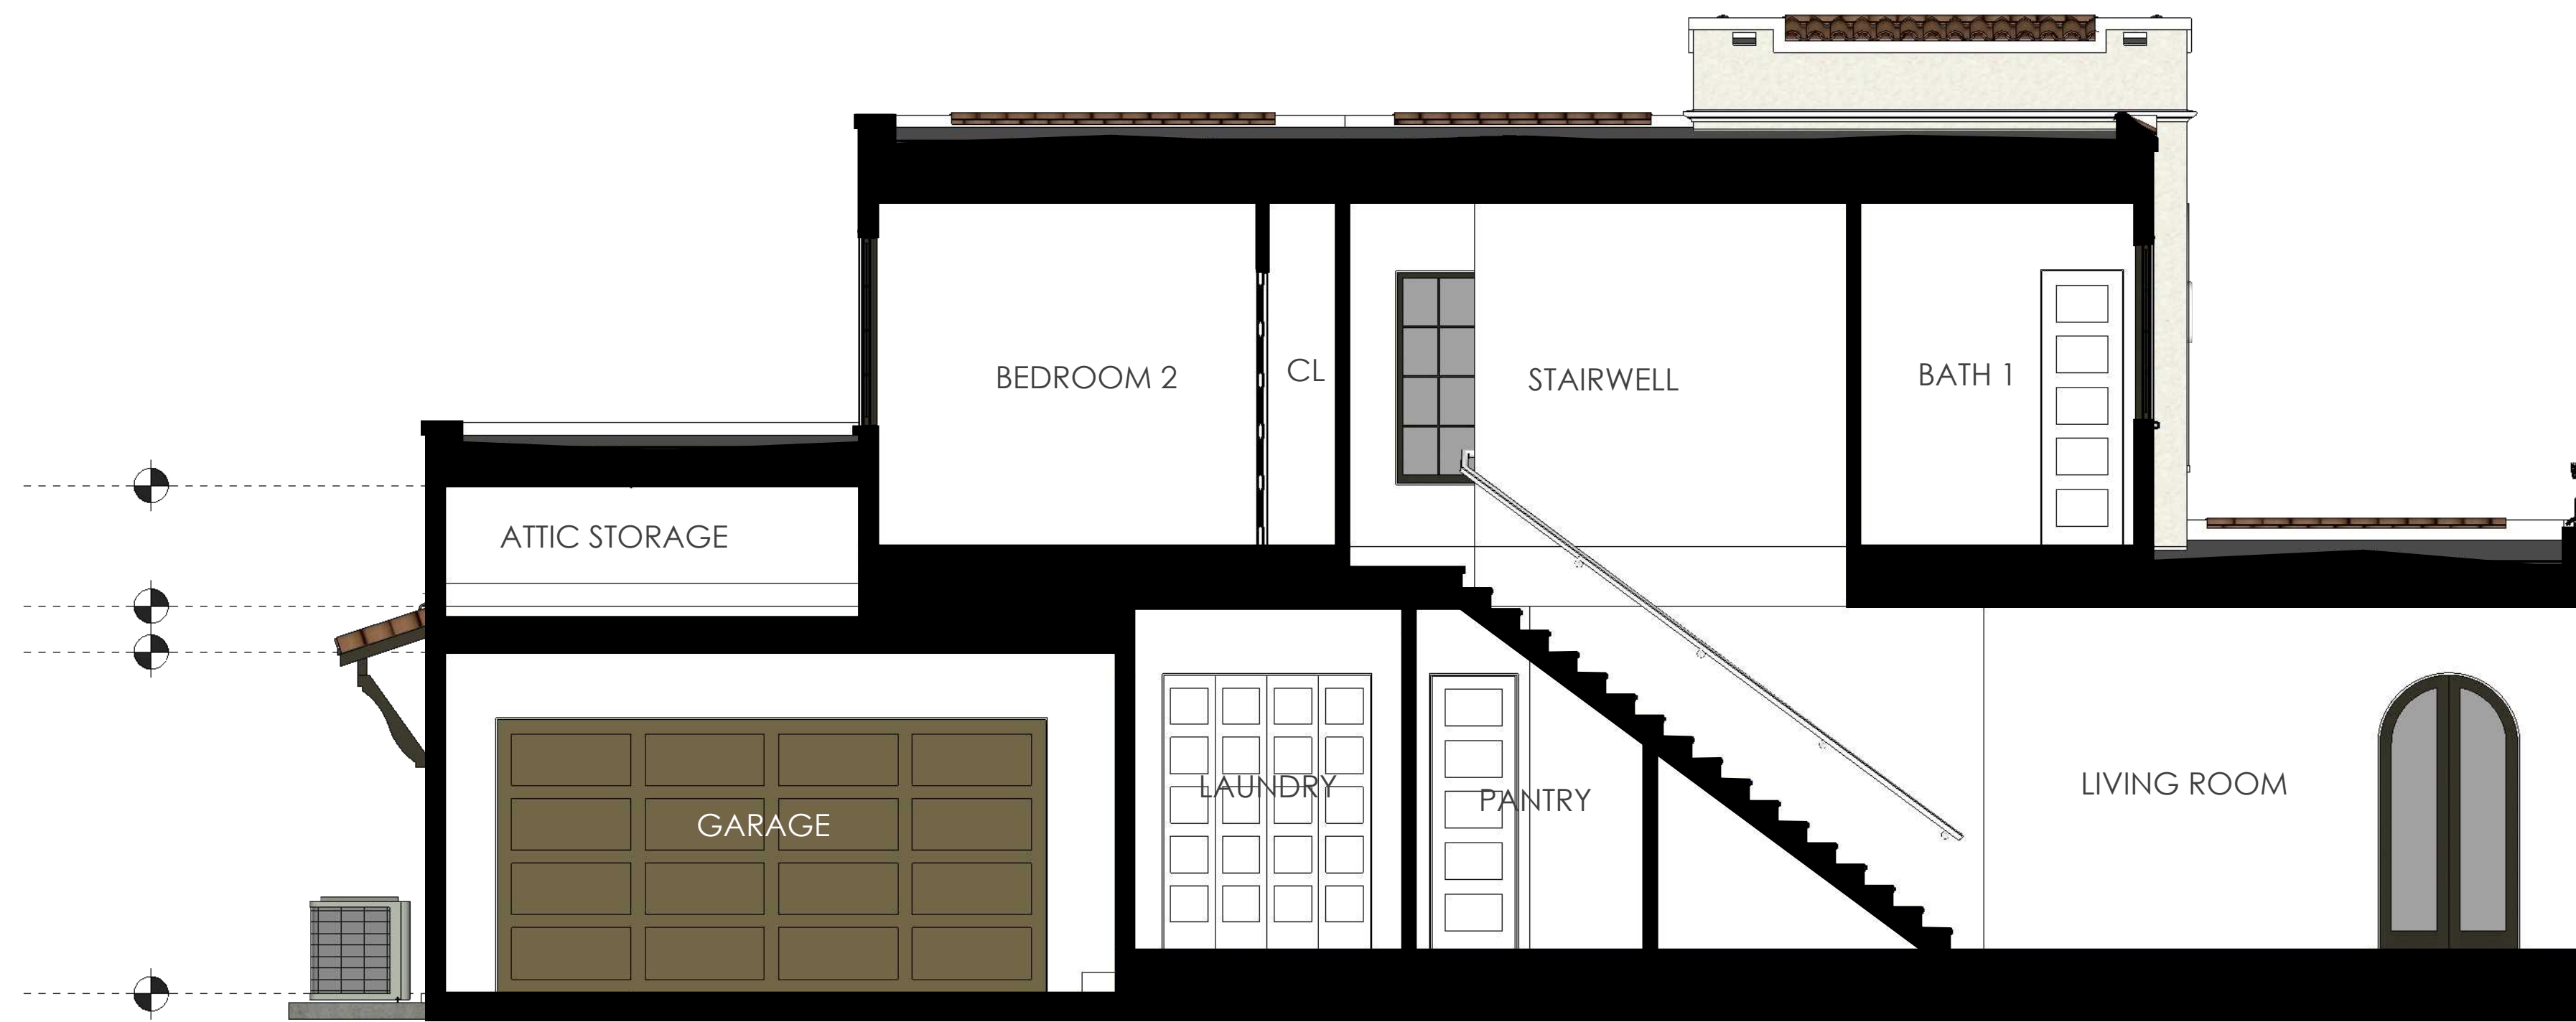 BEDROOM 2
CL
STAIRWELL
BATH 1
ATTIC STORAGE
GARAGE
LAUNDRY
PANTRY
LIVING ROOM